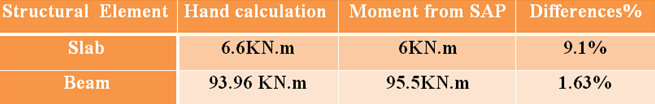 Structural Element Hand calculation Moment from SAP Differences%
Slab 6.6KN.m 6KN.m 9.1%
Beam 93.96 KN.m 95.5KN.m 1.63%